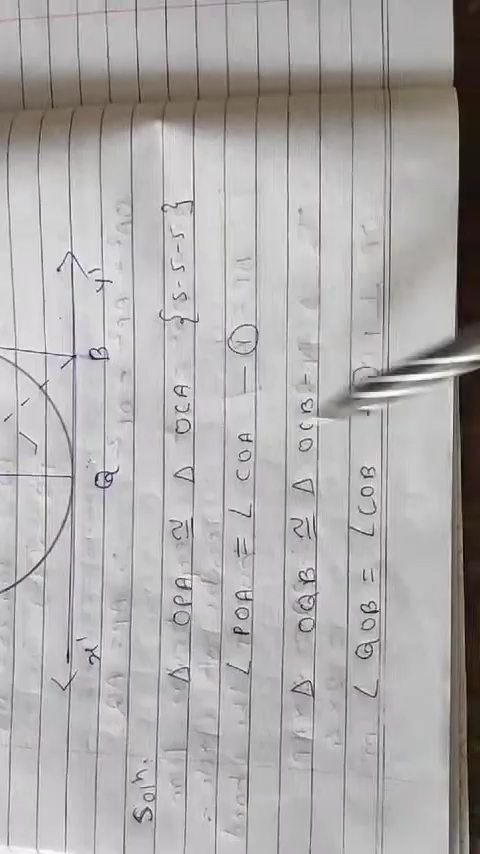 x' Q B y'
Soln.
Δ OPA ≅ Δ OCA {S-S-S}
∠POA = ∠COA — ①
Δ OQB ≅ Δ OCB
∠QOB = ∠COB